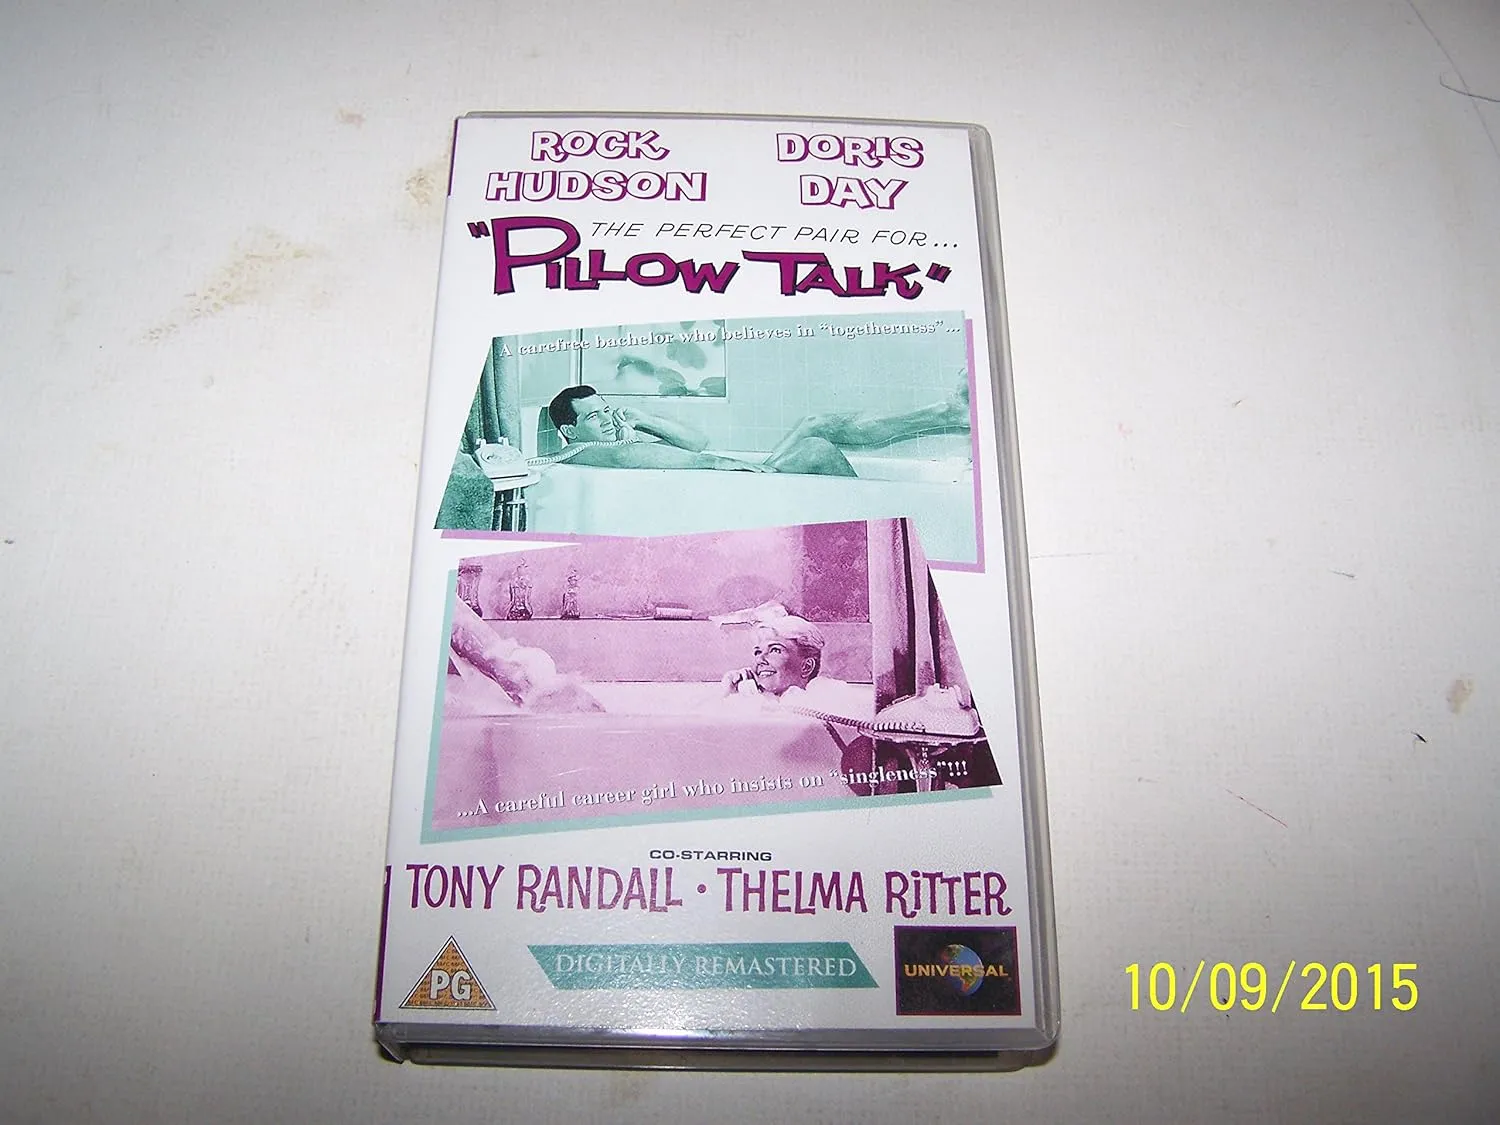 ROCK DORIS
HUDSON DAY
THE PERFECT PAIR FOR...
"PILLOW TALK"
A carefree bachelor who believes in "togetherness"...
...A careful career girl who insists on "singleness"!!!
CO-STARRING
TONY RANDALL · THELMA RITTER
PG
DIGITALLY REMASTERED
UNIVERSAL
10/09/2015